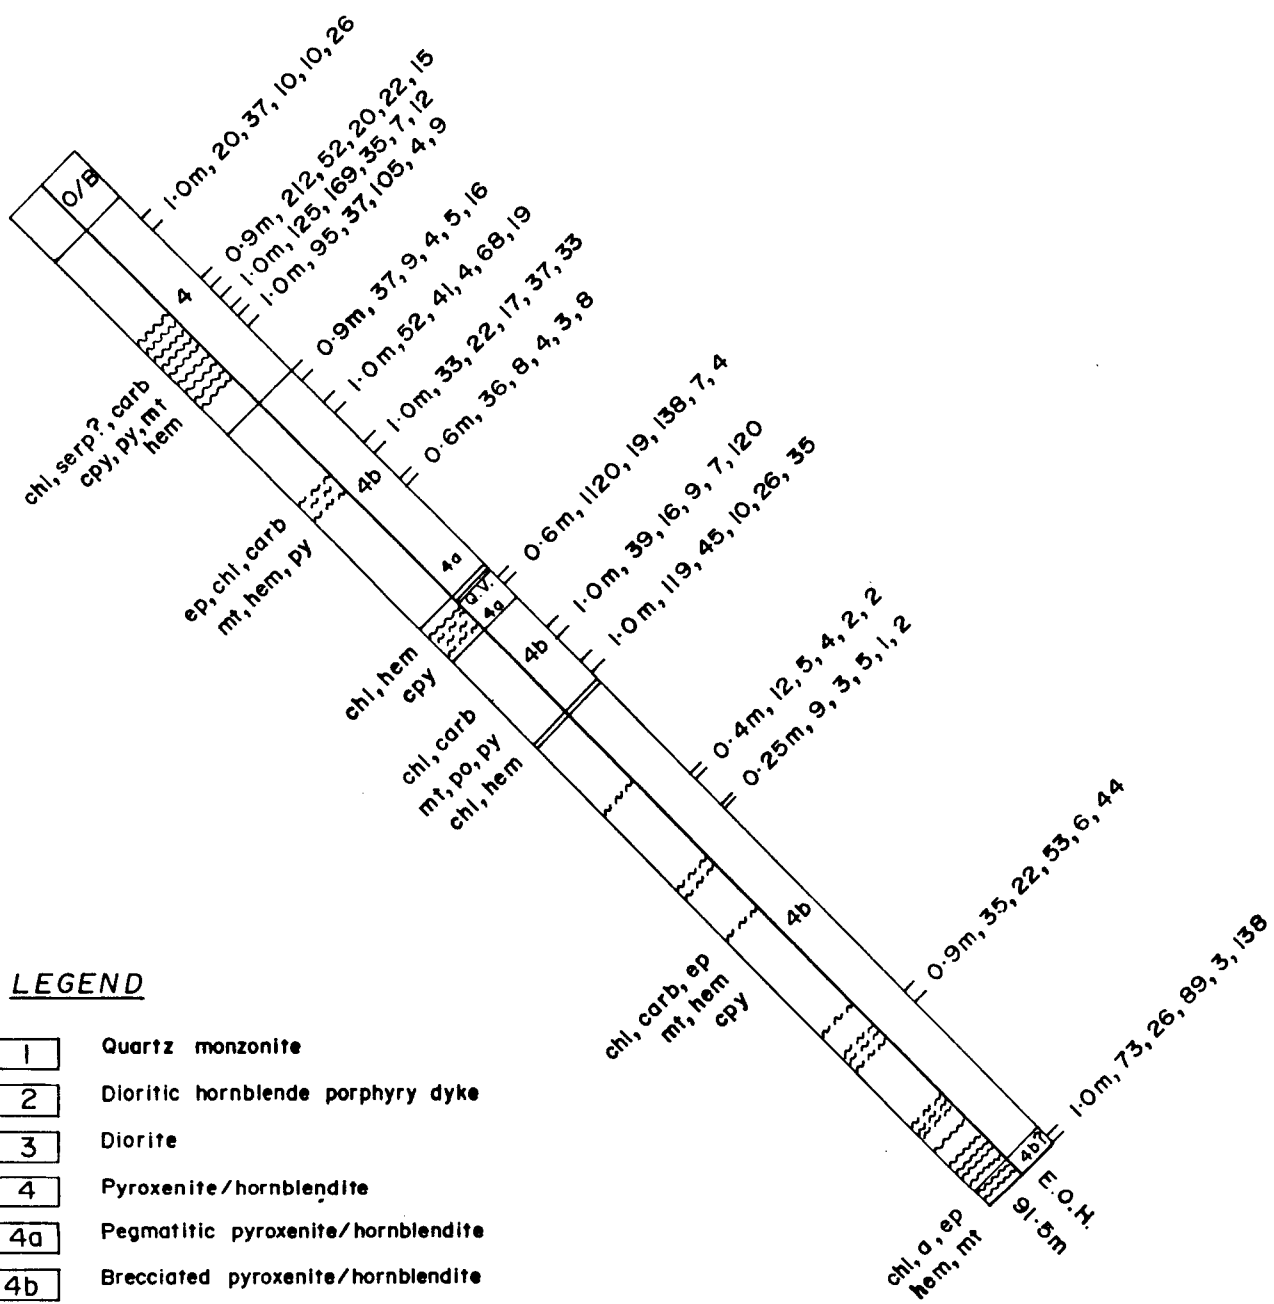 O/B
1·0m, 20, 37, 10, 10, 26
0·9m, 212, 52, 20, 22, 15
1·0m, 125, 169, 35, 7, 12
1·0m, 95, 37, 105, 4, 9
4
0·9m, 37, 9, 4, 5, 16
1·0m, 52, 41, 4, 68, 19
1·0m, 33, 22, 17, 37, 33
0·6m, 36, 8, 4, 3, 8
chl, serp?, carb
cpy, py, mt
hem
4b
ep, chl, carb
mt, hem, py
4a
Q.V.
4a
0·6m, 1120, 19, 138, 7, 4
1·0m, 39, 16, 9, 7, 120
1·0m, 119, 45, 10, 26, 35
chl, hem
cpy
4b
chl, carb
mt, po, py
chl, hem
0·4m, 12, 5, 4, 2, 2
0·25m, 9, 3, 5, 1, 2
4b
chl, carb, ep
mt, hem
cpy
0·9m, 35, 22, 53, 6, 44
1·0m, 73, 26, 89, 3, 138
4b?
E.O.H.
91·5m
chl, a, ep
hem, mt
LEGEND
1 Quartz monzonite
2 Dioritic hornblende porphyry dyke
3 Diorite
4 Pyroxenite/hornblendite
4a Pegmatitic pyroxenite/hornblendite
4b Brecciated pyroxenite/hornblendite